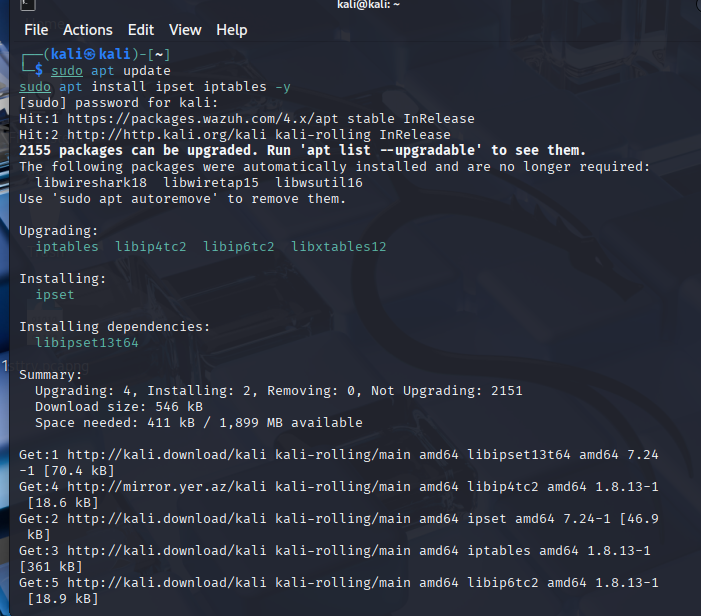 kali@kali: ~
File Actions Edit View Help
┌──(kali㉿kali)-[~]
└─$ sudo apt update
sudo apt install ipset iptables -y
[sudo] password for kali:
Hit:1 https://packages.wazuh.com/4.x/apt stable InRelease
Hit:2 http://http.kali.org/kali kali-rolling InRelease
2155 packages can be upgraded. Run 'apt list --upgradable' to see them.
The following packages were automatically installed and are no longer required:
  libwireshark18  libwiretap15  libwsutil16
Use 'sudo apt autoremove' to remove them.
Upgrading:
  iptables  libip4tc2  libip6tc2  libxtables12
Installing:
  ipset
Installing dependencies:
  libipset13t64
Summary:
  Upgrading: 4, Installing: 2, Removing: 0, Not Upgrading: 2151
  Download size: 546 kB
  Space needed: 411 kB / 1,899 MB available
Get:1 http://kali.download/kali kali-rolling/main amd64 libipset13t64 amd64 7.24
-1 [70.4 kB]
Get:4 http://mirror.yer.az/kali kali-rolling/main amd64 libip4tc2 amd64 1.8.13-1
 [18.6 kB]
Get:2 http://kali.download/kali kali-rolling/main amd64 ipset amd64 7.24-1 [46.9
 kB]
Get:3 http://kali.download/kali kali-rolling/main amd64 iptables amd64 1.8.13-1
[361 kB]
Get:5 http://kali.download/kali kali-rolling/main amd64 libip6tc2 amd64 1.8.13-1
 [18.9 kB]